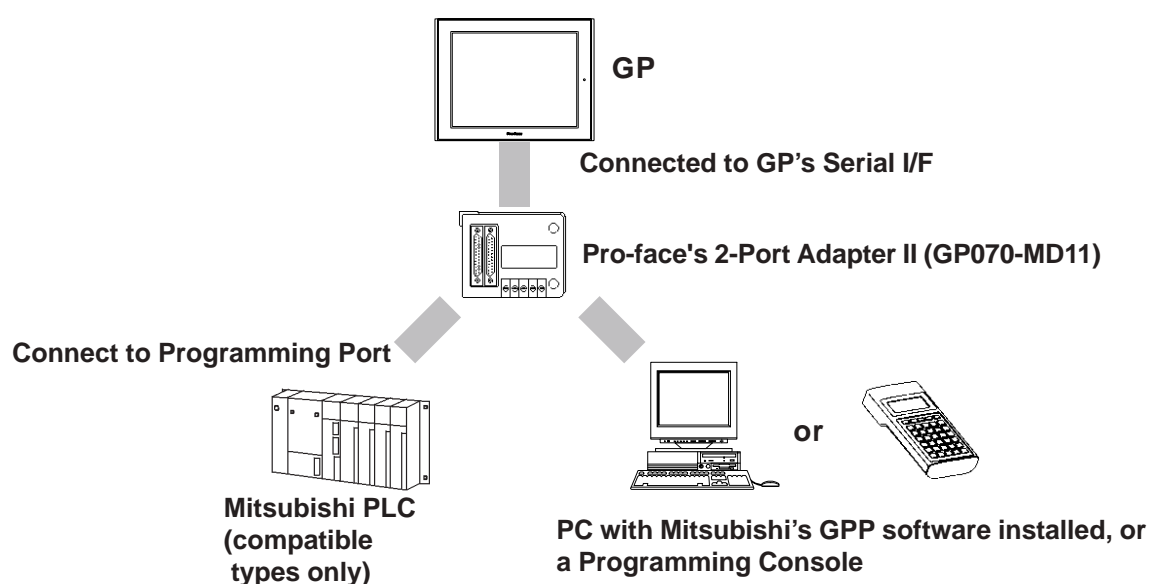 GP
Connected to GP’s Serial I/F
Pro-face's 2-Port Adapter II (GP070-MD11)
Connect to Programming Port
or
Mitsubishi PLC
(compatible
types only)
PC with Mitsubishi’s GPP software installed, or
a Programming Console